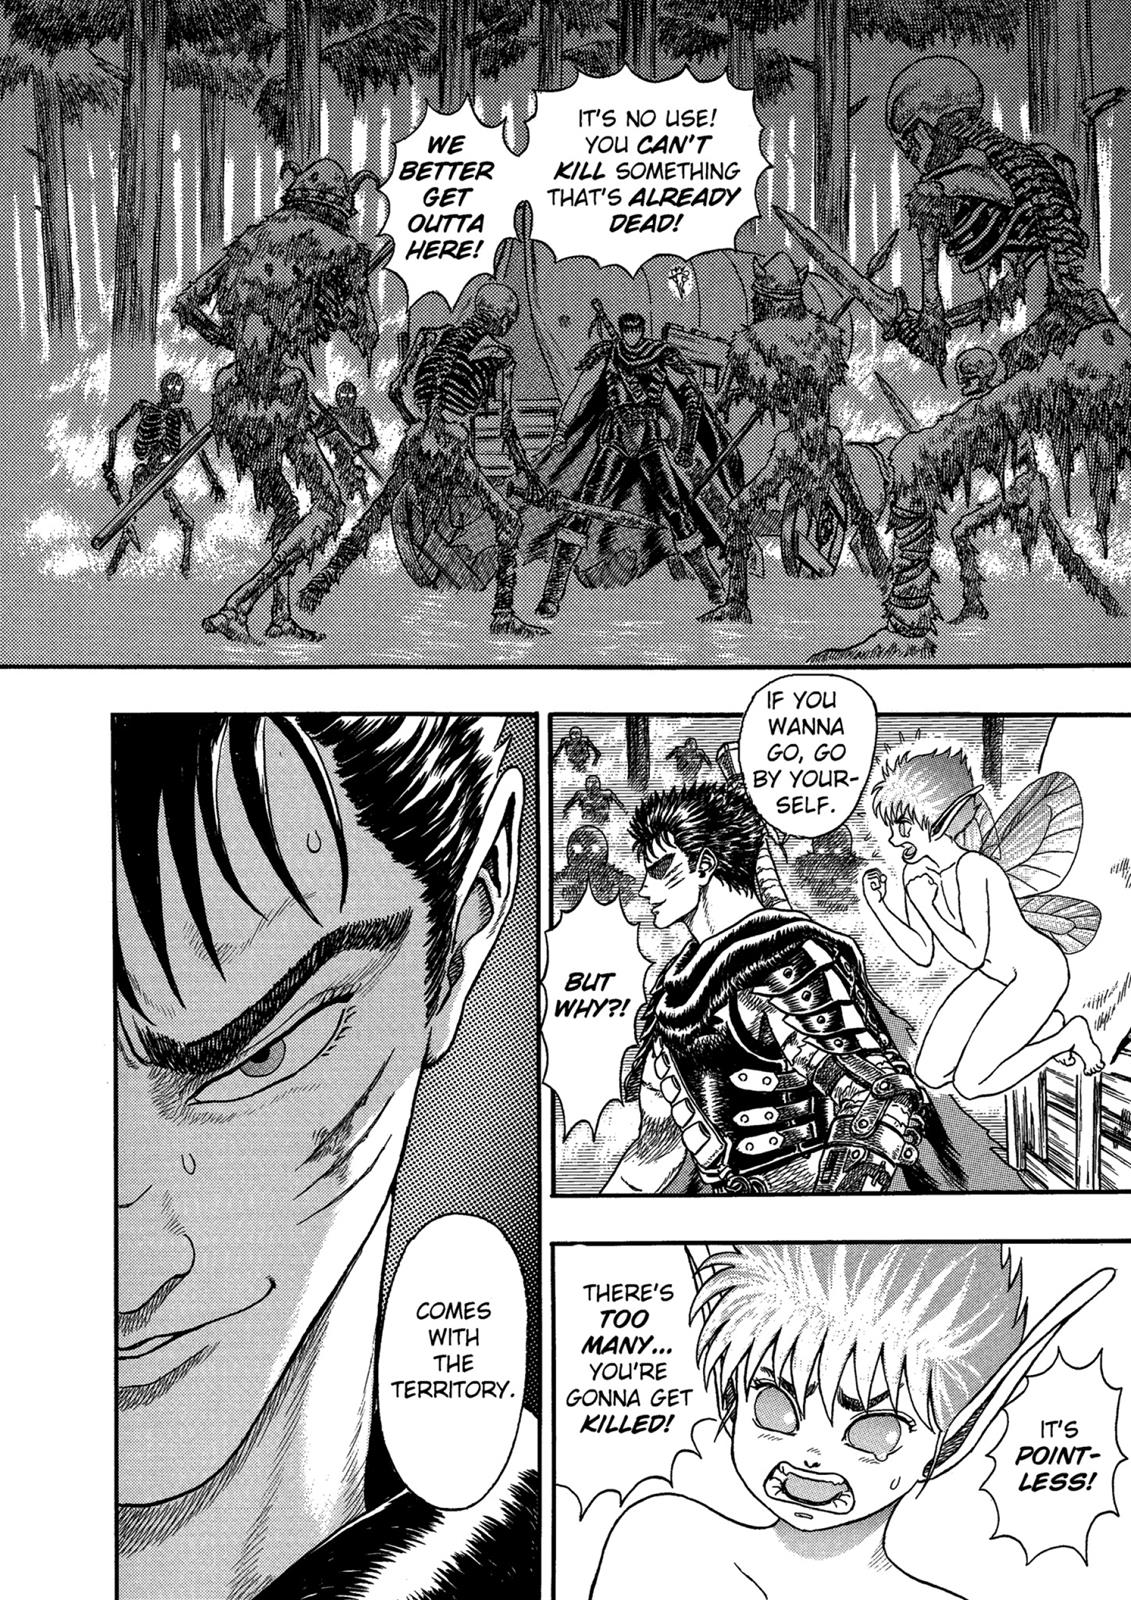 IT'S NO USE!
YOU CAN'T
KILL SOMETHING
THAT'S ALREADY
DEAD!
WE
BETTER
GET
OUTTA
HERE!
IF YOU
WANNA
GO, GO
BY YOUR-
SELF.
BUT
WHY?!
IT'S
POINT-
LESS!
THERE'S
TOO
MANY...
YOU'RE
GONNA GET
KILLED!
COMES
WITH
THE
TERRITORY.